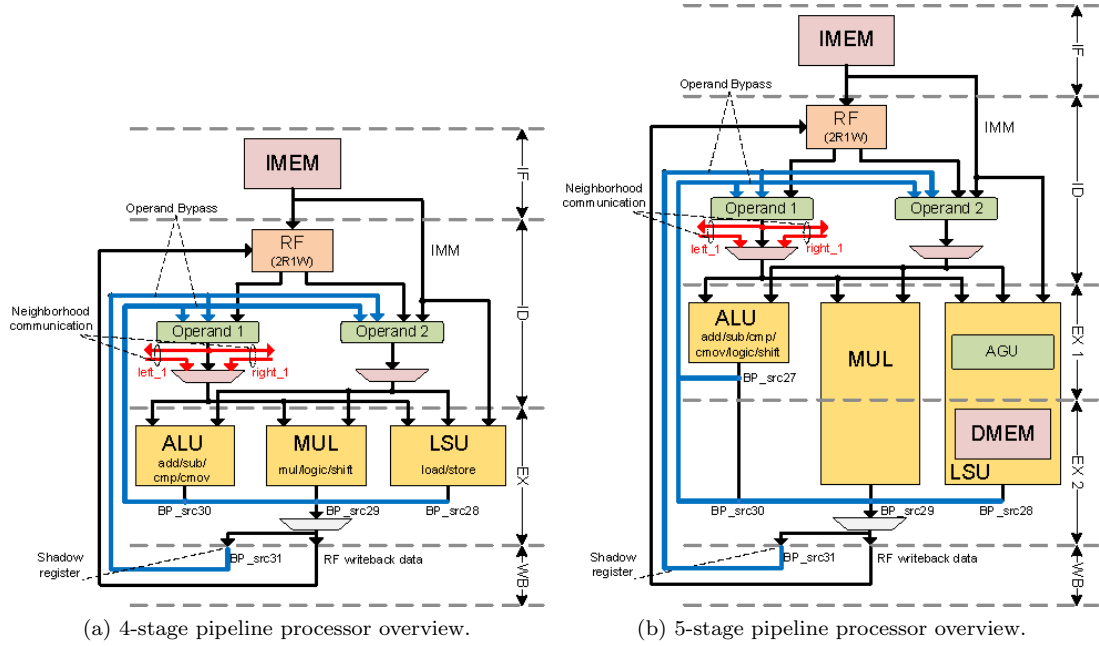 IMEM
IF
Operand Bypass
RF
(2R1W)
IMM
ID
Neighborhood
communication
Operand 1
Operand 2
left_1
right_1
ALU
add/sub/
cmp/cmov
MUL
mul/logic/shift
LSU
load/store
EX
BP_src30
BP_src29
BP_src28
Shadow
register
BP_src31
RF writeback data
WB
(a) 4-stage pipeline processor overview.
IMEM
IF
Operand Bypass
RF
(2R1W)
IMM
ID
Neighborhood
communication
Operand 1
Operand 2
left_1
right_1
ALU
add/sub/cmp/
cmov/logic/shift
BP_src27
MUL
AGU
EX 1
DMEM
LSU
EX 2
BP_src30
BP_src29
BP_src28
Shadow
register
BP_src31
RF writeback data
WB
(b) 5-stage pipeline processor overview.